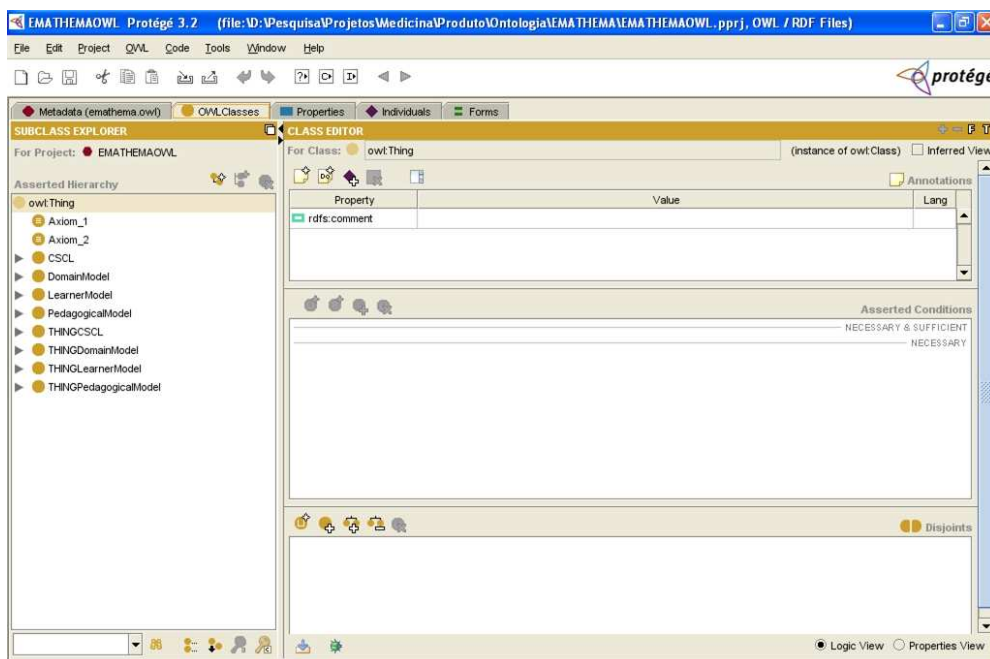 EMATHEMAOWL Protégé 3.2 (file:\D:\Pesquisa\Projetos\Medicina\Produto\Ontologia\EMATHEMA\EMATHEMAOWL.pprj, OWL / RDF Files)
File Edit Project OWL Code Tools Window Help
protégé
Metadata (emathema.owl) OWLClasses Properties Individuals Forms
SUBCLASS EXPLORER
CLASS EDITOR
For Project: EMATHEMAOWL
For Class: owl:Thing (instance of owl:Class) Inferred View
Asserted Hierarchy
Annotations
Property Value Lang
rdfs:comment
owl:Thing
Axiom_1
Axiom_2
CSCL
DomainModel
LearnerModel
PedagogicalModel
THINGCSCL
THINGDomainModel
THINGLearnerModel
THINGPedagogicalModel
Asserted Conditions
NECESSARY & SUFFICIENT
NECESSARY
Disjoints
Logic View Properties View